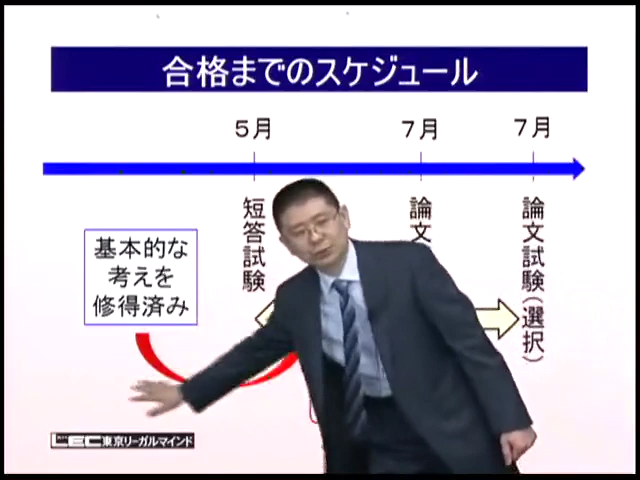 合格までのスケジュール
5月
7月
7月
短答試験
論文
論文試験(選択)
基本的な
考えを
修得済み
LEC東京リーガルマインド